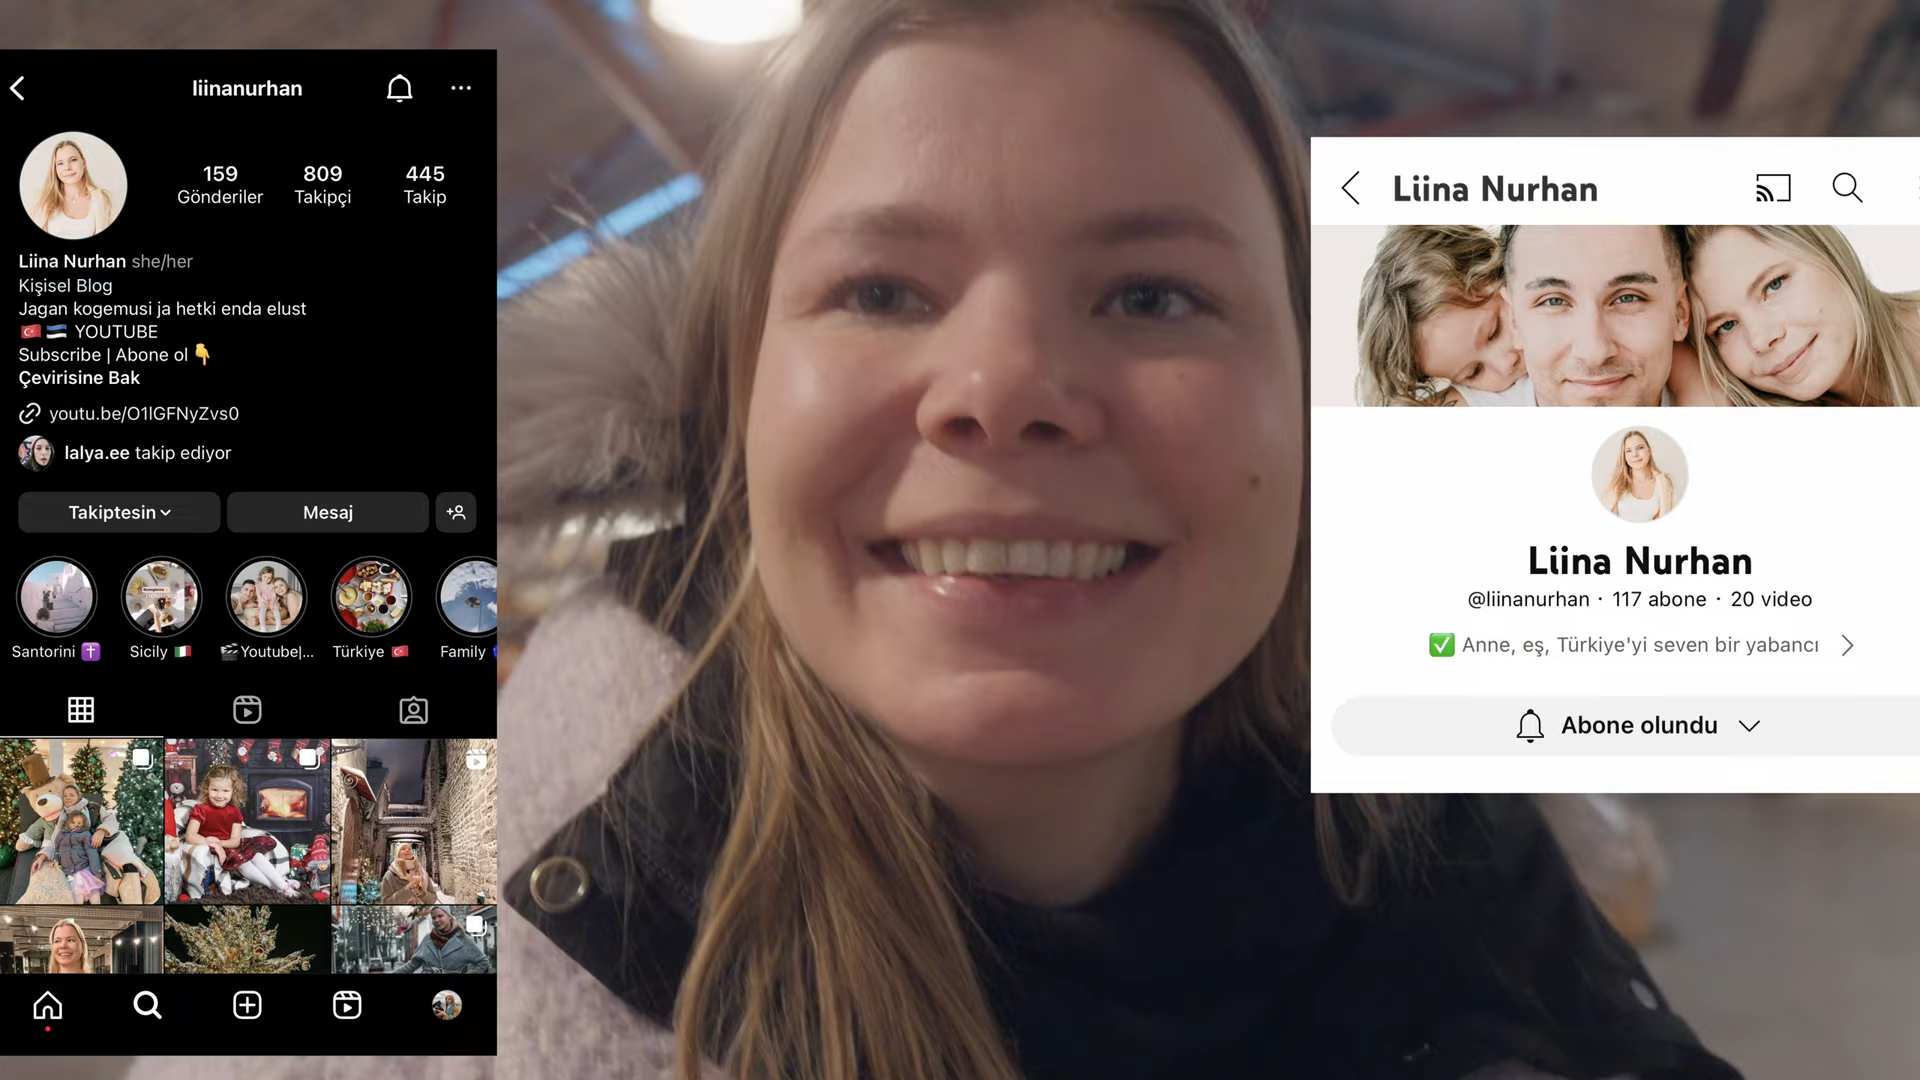 liinanurhan
159
809
445
Gönderiler
Takipçi
Takip
Liina Nurhan she/her
Kişisel Blog
Jagan kogemusi ja hetki enda elust
🇹🇷 🇪🇪 YOUTUBE
Subscribe | Abone ol 👇
Çevirisine Bak
youtu.be/O1lGFNyZvs0
lalya.ee takip ediyor
Takiptesin
Mesaj
Santorini ✝️
Sicily 🇮🇹
🎬Youtube|...
Türkiye 🇹🇷
Family
Liina Nurhan
Liina Nurhan
@liinanurhan · 117 abone · 20 video
✅ Anne, eş, Türkiye'yi seven bir yabancı
Abone olundu